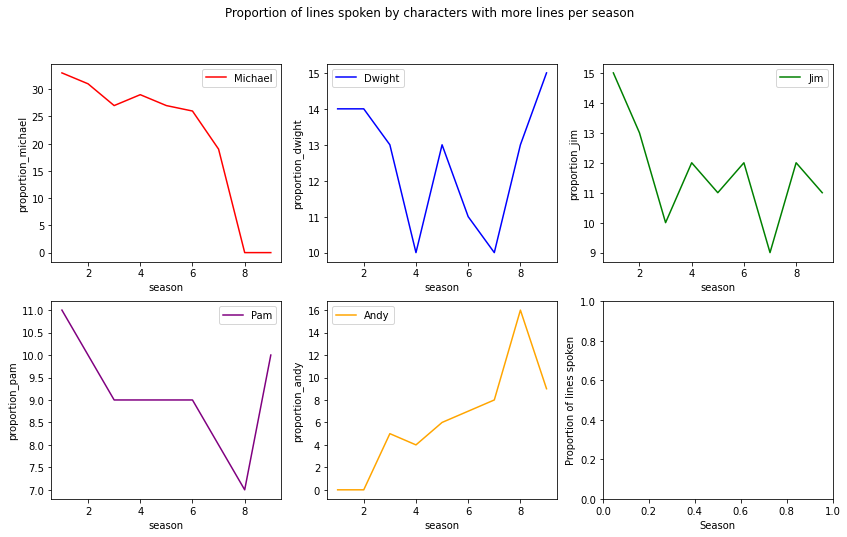 Proportion of lines spoken by characters with more lines per season
proportion_michael
30
25
20
15
10
5
0
2 4 6 8
season
Michael
proportion_dwight
15
14
13
12
11
10
2 4 6 8
season
Dwight
proportion_jim
15
14
13
12
11
10
9
2 4 6 8
season
Jim
proportion_pam
11.0
10.5
10.0
9.5
9.0
8.5
8.0
7.5
7.0
2 4 6 8
season
Pam
proportion_andy
16
14
12
10
8
6
4
2
0
2 4 6 8
season
Andy
Proportion of lines spoken
1.0
0.8
0.6
0.4
0.2
0.0
0.0 0.2 0.4 0.6 0.8 1.0
Season